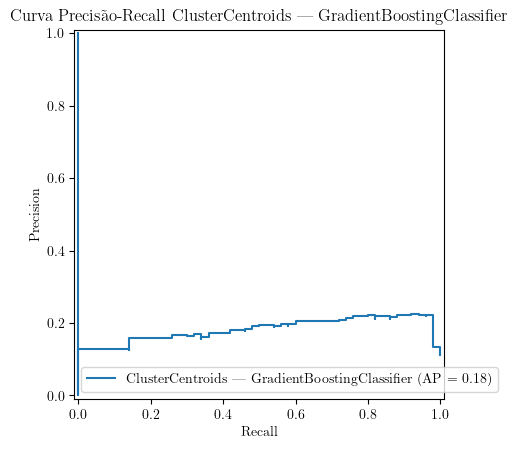 Curva Precisão-Recall ClusterCentroids — GradientBoostingClassifier
1.0
0.8
0.6
0.4
0.2
0.0
Precision
ClusterCentroids — GradientBoostingClassifier (AP = 0.18)
0.0 0.2 0.4 0.6 0.8 1.0
Recall